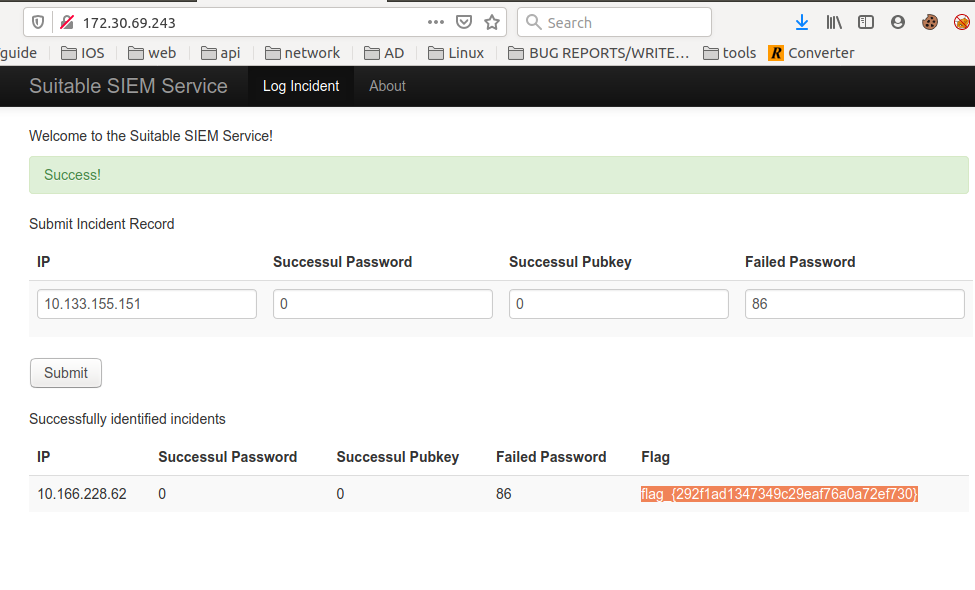 172.30.69.243 ••• Search
guide IOS web api network AD Linux BUG REPORTS/WRITE... tools R Converter
Suitable SIEM Service Log Incident About
Welcome to the Suitable SIEM Service!
Success!
Submit Incident Record
IP Successul Password Successul Pubkey Failed Password
10.133.155.151 0 0 86
Submit
Successfully identified incidents
IP Successul Password Successul Pubkey Failed Password Flag
10.166.228.62 0 0 86 flag_{292f1ad1347349c29eaf76a0a72ef730}